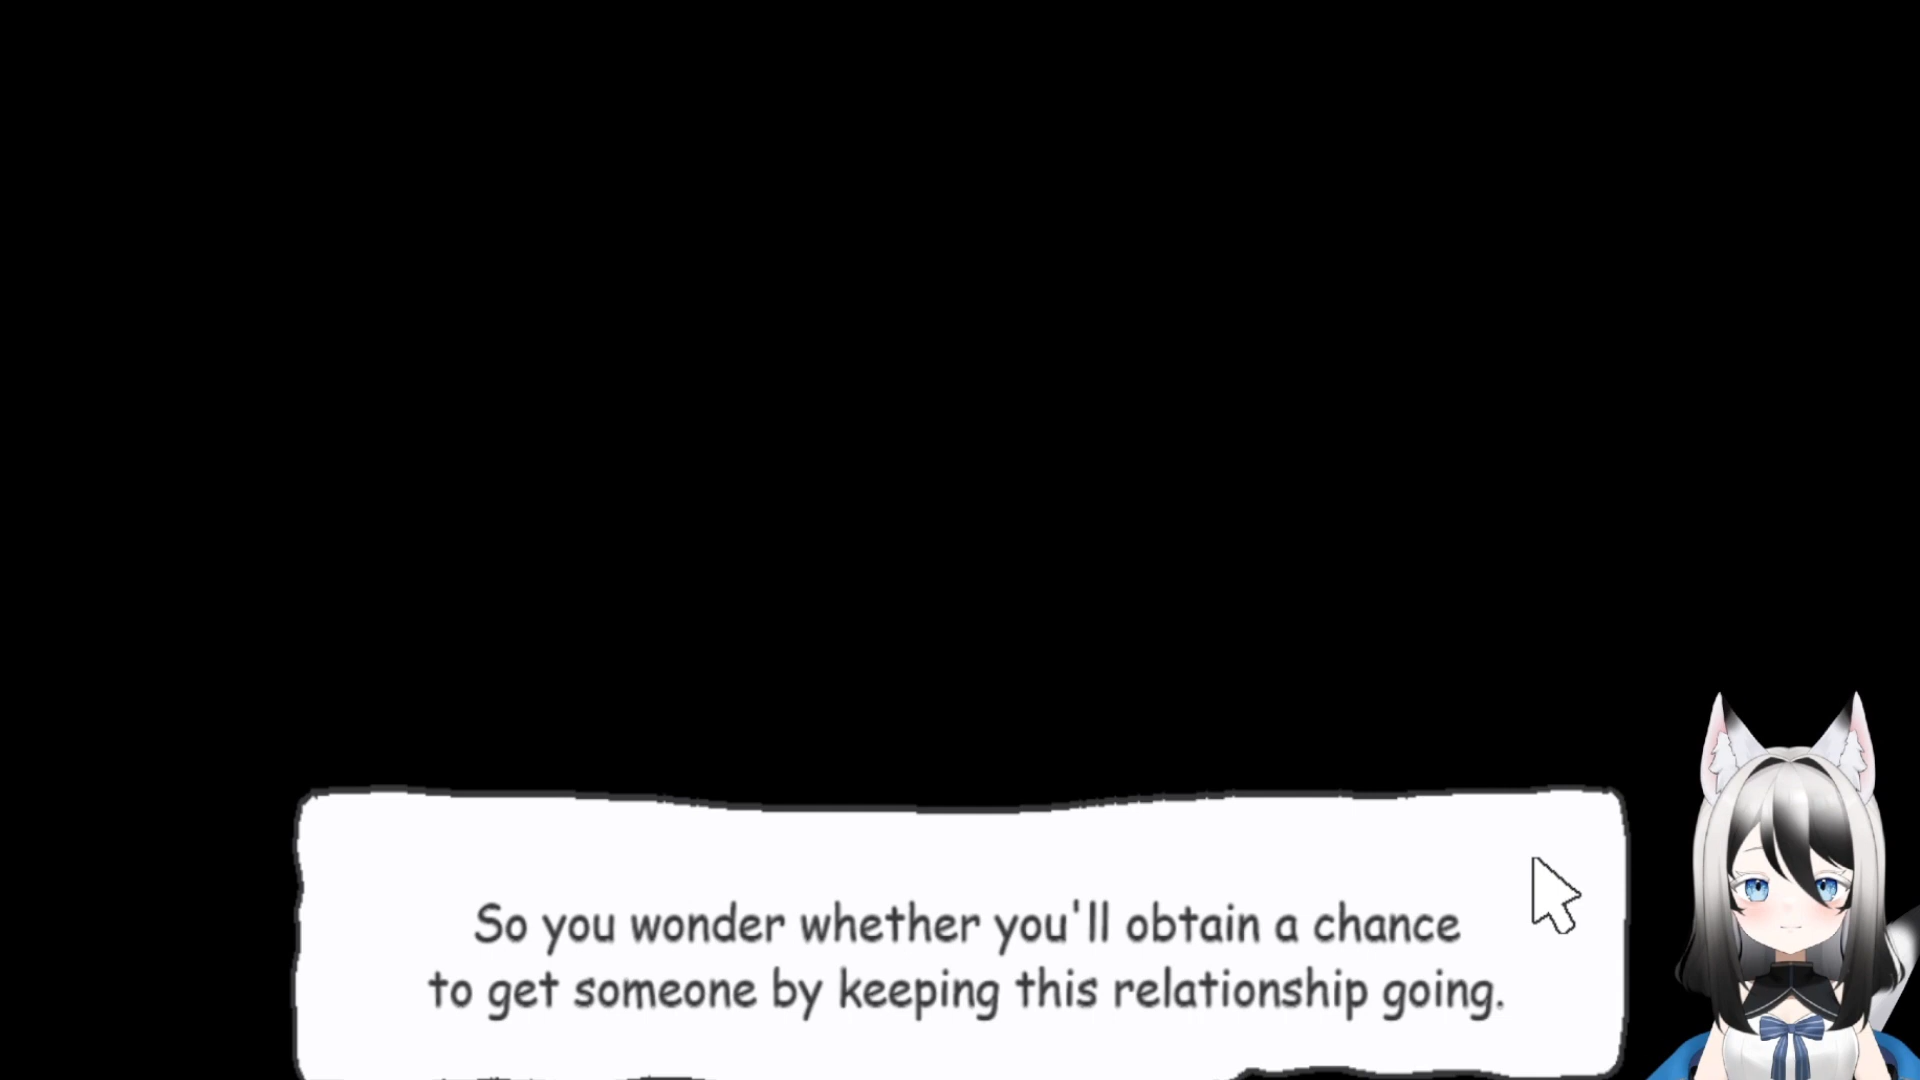 So you wonder whether you'll obtain a chance
to get someone by keeping this relationship going.